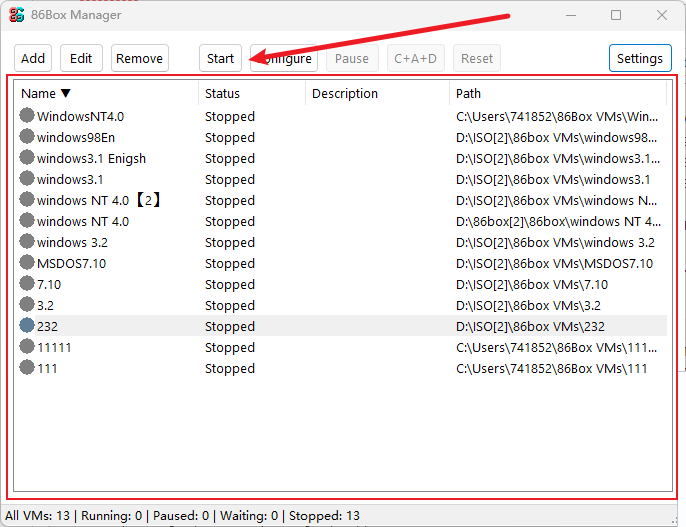 86Box Manager
Add Edit Remove Start Configure Pause C+A+D Reset Settings
Name ▼ Status Description Path
WindowsNT4.0 Stopped C:\Users\741852\86Box VMs\Win...
windows98En Stopped D:\ISO[2]\86box VMs\windows98...
windows3.1 Enigsh Stopped D:\ISO[2]\86box VMs\windows3.1...
windows3.1 Stopped D:\ISO[2]\86box VMs\windows3.1
windows NT 4.0【2】 Stopped D:\ISO[2]\86box VMs\windows N...
windows NT 4.0 Stopped D:\86box[2]\86box\windows NT 4...
windows 3.2 Stopped D:\ISO[2]\86box VMs\windows 3.2
MSDOS7.10 Stopped D:\ISO[2]\86box VMs\MSDOS7.10
7.10 Stopped D:\ISO[2]\86box VMs\7.10
3.2 Stopped D:\ISO[2]\86box VMs\3.2
232 Stopped D:\ISO[2]\86box VMs\232
11111 Stopped C:\Users\741852\86Box VMs\111...
111 Stopped C:\Users\741852\86Box VMs\111
All VMs: 13 | Running: 0 | Paused: 0 | Waiting: 0 | Stopped: 13